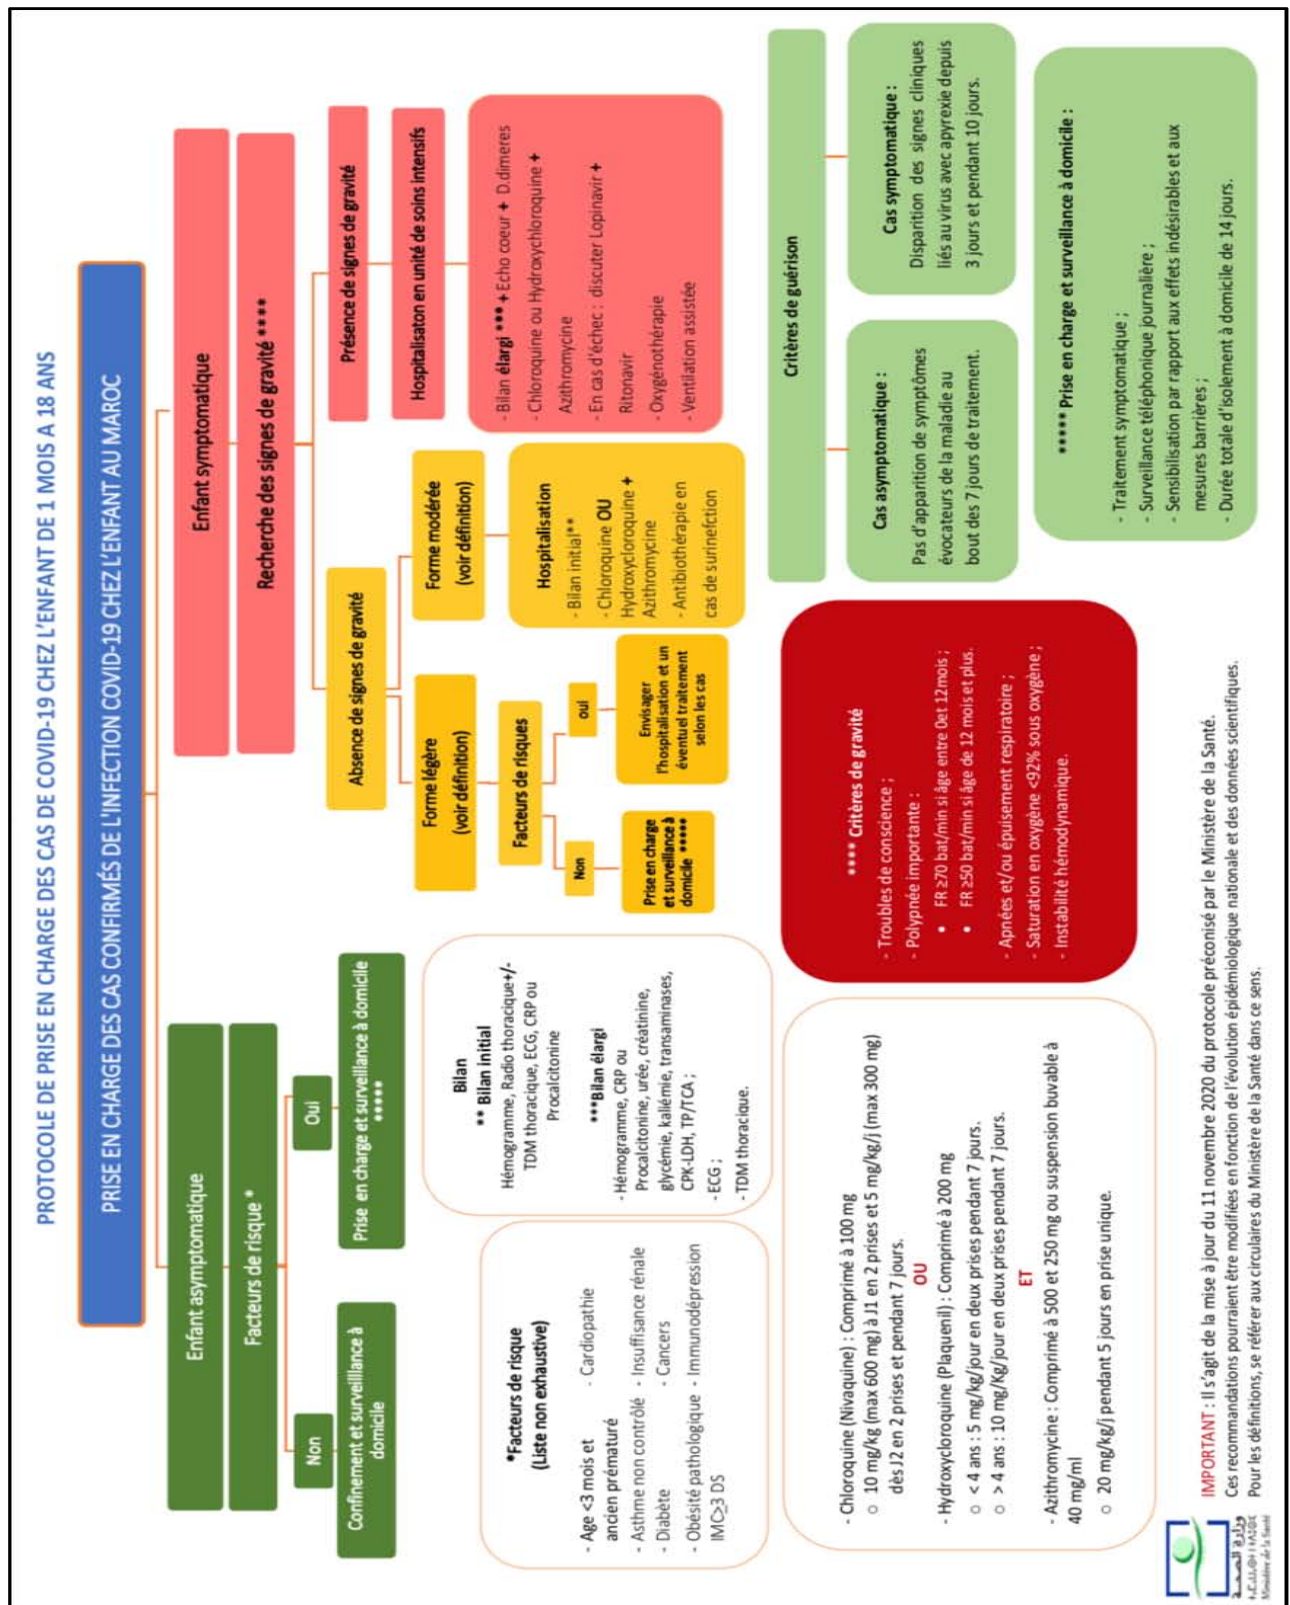 PROTOCOLE DE PRISE EN CHARGE DES CAS DE COVID-19 CHEZ L'ENFANT DE 1 MOIS A 18 ANS
PRISE EN CHARGE DES CAS CONFIRMÉS DE L'INFECTION COVID-19 CHEZ L'ENFANT AU MAROC
Enfant asymptomatique
Facteurs de risque *
Non
Confinement et surveillance à
domicile
Oui
Prise en charge et surveillance à domicile
*****
Enfant symptomatique
Recherche des signes de gravité ****
Absence de signes de gravité
Forme légère
(voir définition)
Facteurs de risques
Non
Prise en charge
et surveillance à
domicile *****
oui
Envisager
l'hospitalisation et un
éventuel traitement
selon les cas
Forme modérée
(voir définition)
Hospitalisation
- Bilan initial**
- Chloroquine OU
Hydroxycloroquine +
Azithromycine
- Antibiothérapie en
cas de surinefction
Présence de signes de gravité
Hospitalisaton en unité de soins intensifs
- Bilan élargi *** + Echo coeur + D.dimeres
- Chloroquine ou Hydroxychloroquine +
Azithromycine
- En cas d'échec : discuter Lopinavir +
Ritonavir
- Oxygénothérapie
- Ventilation assistée
*Facteurs de risque
(Liste non exhaustive)
- Age <3 mois et
ancien prématuré
- Cardiopathie
- Asthme non contrôlé - Insuffisance rénale
- Diabète - Cancers
- Obésité pathologique - Immunodépression
IMC≥3 DS
Bilan
** Bilan initial
Hémogramme, Radio thoracique+/-
TDM thoracique, ECG, CRP ou
Procalcitonine
***Bilan élargi
- Hémogramme, CRP ou
Procalcitonine, urée, créatinine,
glycémie, kaliémie, transaminases,
CPK-LDH, TP/TCA ;
- ECG ;
- TDM thoracique.
- Chloroquine (Nivaquine) : Comprimé à 100 mg
○ 10 mg/kg (max 600 mg) à J1 en 2 prises et 5 mg/kg/j (max 300 mg)
dès J2 en 2 prises et pendant 7 jours.
OU
- Hydroxycloroquine (Plaquenil) : Comprimé à 200 mg
○ < 4 ans : 5 mg/kg/jour en deux prises pendant 7 jours.
○ > 4 ans : 10 mg/Kg/jour en deux prises pendant 7 jours.
ET
- Azithromycine : Comprimé à 500 et 250 mg ou suspension buvable à
40 mg/ml
○ 20 mg/kg/j pendant 5 jours en prise unique.
**** Critères de gravité
- Troubles de conscience ;
- Polypnée importante :
• FR ≥70 bat/min si âge entre 0et 12mois ;
• FR ≥50 bat/min si âge de 12 mois et plus.
- Apnées et/ou épuisement respiratoire ;
- Saturation en oxygène <92% sous oxygène ;
- Instabilité hémodynamique.
Critères de guérison
Cas asymptomatique :
Pas d'apparition de symptômes
évocateurs de la maladie au
bout des 7 jours de traitement.
Cas symptomatique :
Disparition des signes cliniques
liés au virus avec apyrexie depuis
3 jours et pendant 10 jours.
***** Prise en charge et surveillance à domicile :
- Traitement symptomatique ;
- Surveillance téléphonique journalière ;
- Sensibilisation par rapport aux effets indésirables et aux
mesures barrières ;
- Durée totale d'isolement à domicile de 14 jours.
IMPORTANT : Il s'agit de la mise à jour du 11 novembre 2020 du protocole préconisé par le Ministère de la Santé.
Ces recommandations pourraient être modifiées en fonction de l'évolution épidémiologique nationale et des données scientifiques.
Pour les définitions, se référer aux circulaires du Ministère de la Santé dans ce sens.
وزارة الصحة
Ministère de la Santé